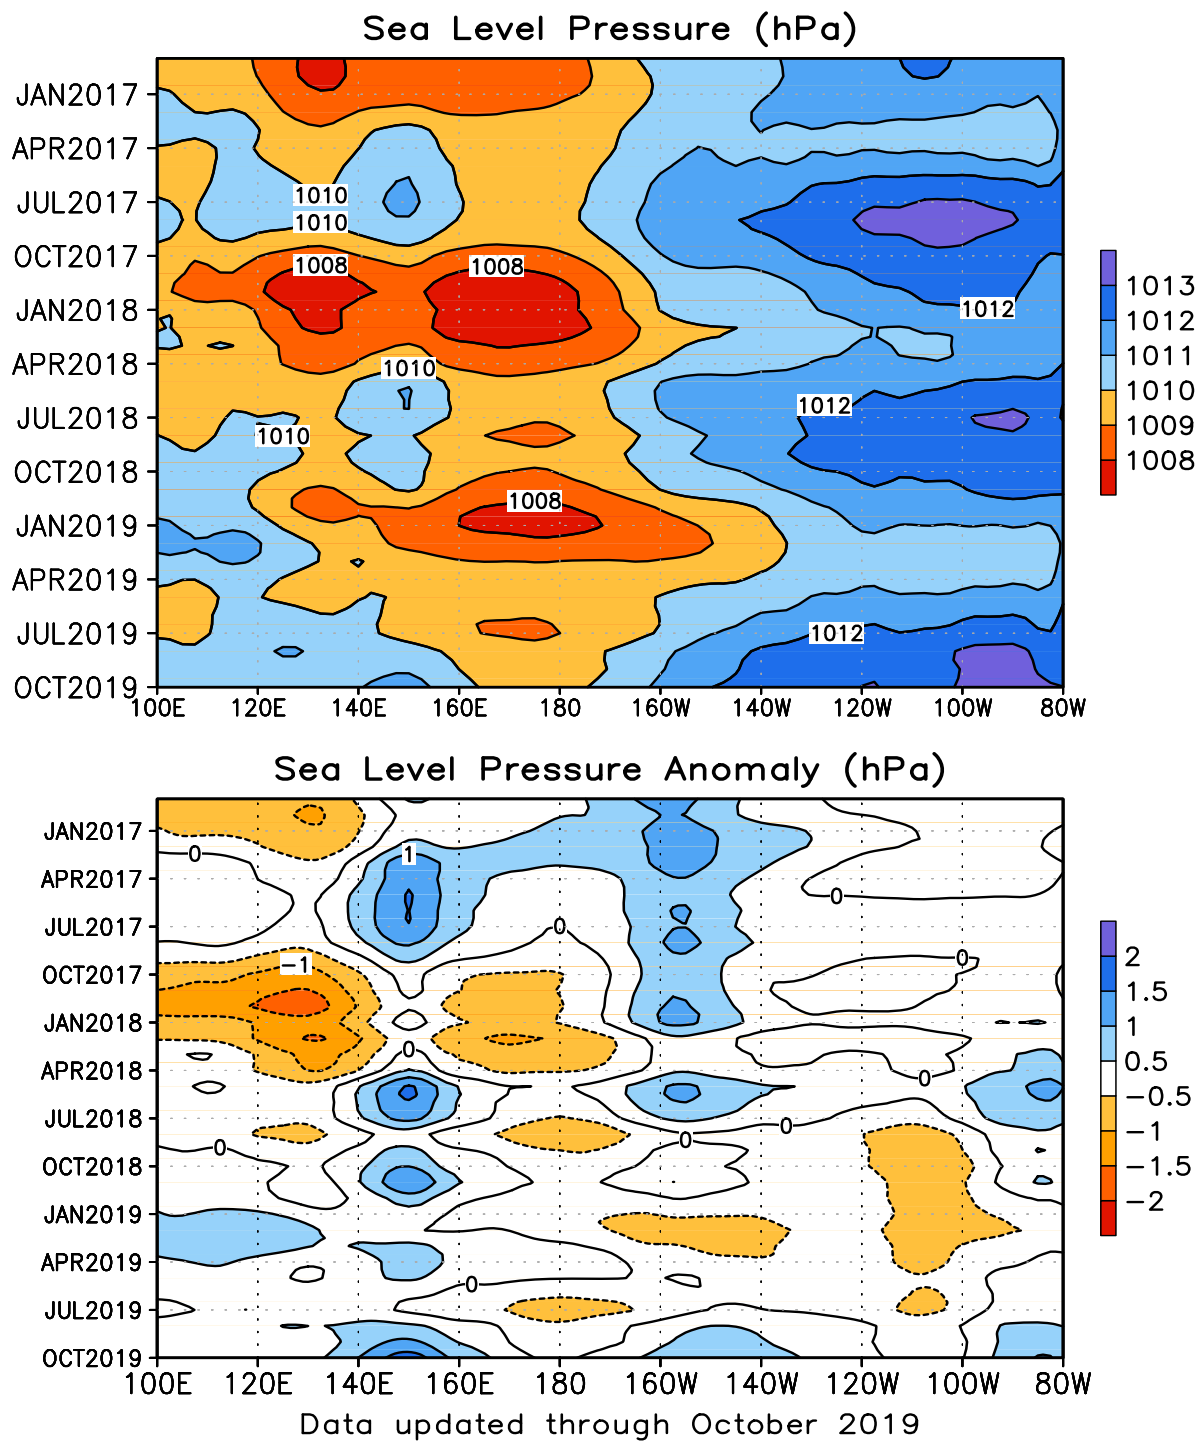 Sea Level Pressure (hPa)
JAN2017
APR2017
1010
JUL2017
1010
OCT2017
1008
1008
1013
JAN2018
1012
1012
1011
APR2018
1010
1010
1012
JUL2018
1009
1010
1008
OCT2018
1008
JAN2019
APR2019
JUL2019
1012
OCT2019
100E 120E 140E 160E 180 160W 140W 120W 100W 80W
Sea Level Pressure Anomaly (hPa)
JAN2017
0
1
APR2017
0
JUL2017
0
−1
0
2
OCT2017
1.5
JAN2018
1
0
0.5
APR2018
0
−0.5
JUL2018
0
−1
0
0
OCT2018
−1.5
−2
JAN2019
APR2019
0
JUL2019
OCT2019
100E 120E 140E 160E 180 160W 140W 120W 100W 80W
Data updated through October 2019